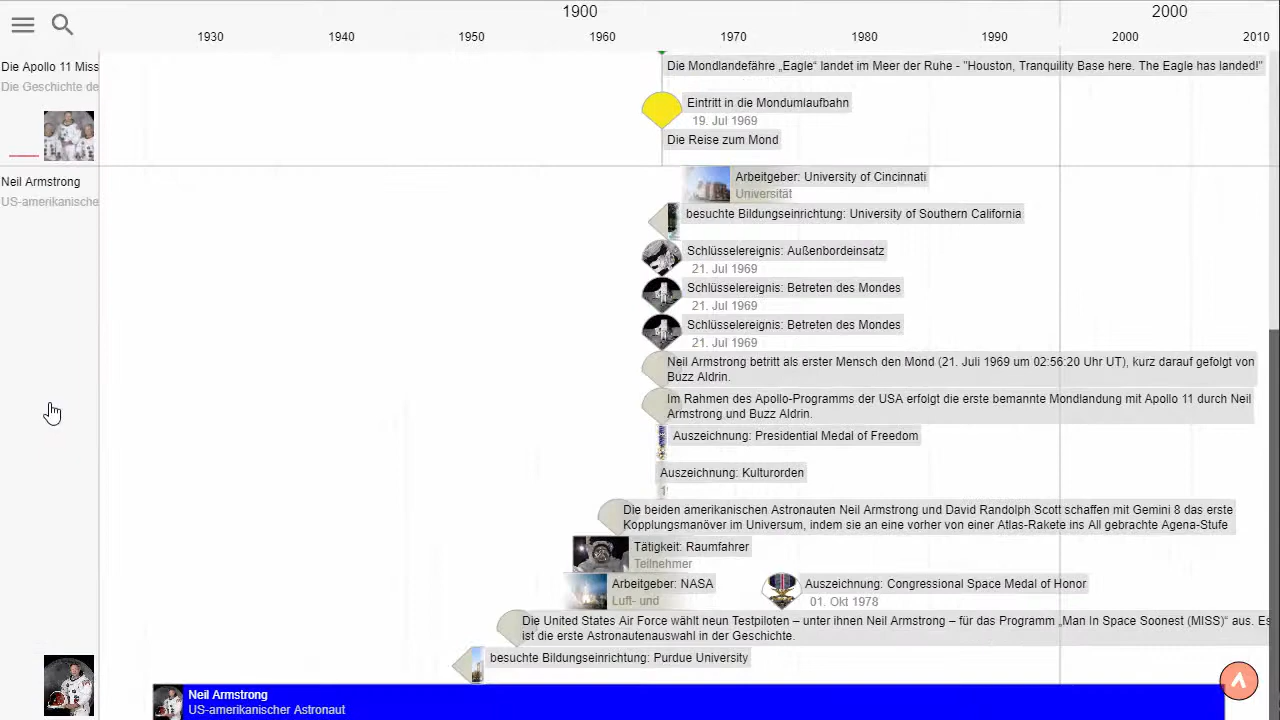 1900
2000
1930
1940
1950
1960
1970
1980
1990
2000
2010
Die Apollo 11 Miss
Die Geschichte de
Die Mondlandefähre „Eagle“ landet im Meer der Ruhe - "Houston, Tranquility Base here. The Eagle has landed!"
Eintritt in die Mondumlaufbahn
19. Jul 1969
Die Reise zum Mond
Neil Armstrong
US-amerikanische
Arbeitgeber: University of Cincinnati
Universität
besuchte Bildungseinrichtung: University of Southern California
Schlüsselereignis: Außenbordeinsatz
21. Jul 1969
Schlüsselereignis: Betreten des Mondes
21. Jul 1969
Schlüsselereignis: Betreten des Mondes
21. Jul 1969
Neil Armstrong betritt als erster Mensch den Mond (21. Juli 1969 um 02:56:20 Uhr UT), kurz darauf gefolgt von
Buzz Aldrin.
Im Rahmen des Apollo-Programms der USA erfolgt die erste bemannte Mondlandung mit Apollo 11 durch Neil
Armstrong und Buzz Aldrin.
Auszeichnung: Presidential Medal of Freedom
Auszeichnung: Kulturorden
Die beiden amerikanischen Astronauten Neil Armstrong und David Randolph Scott schaffen mit Gemini 8 das erste
Kopplungsmanöver im Universum, indem sie an eine vorher von einer Atlas-Rakete ins All gebrachte Agena-Stufe
Tätigkeit: Raumfahrer
Teilnehmer
Arbeitgeber: NASA
Luft- und
Auszeichnung: Congressional Space Medal of Honor
01. Okt 1978
Die United States Air Force wählt neun Testpiloten – unter ihnen Neil Armstrong – für das Programm „Man In Space Soonest (MISS)“ aus. Es
ist die erste Astronautenauswahl in der Geschichte.
besuchte Bildungseinrichtung: Purdue University
Neil Armstrong
US-amerikanischer Astronaut